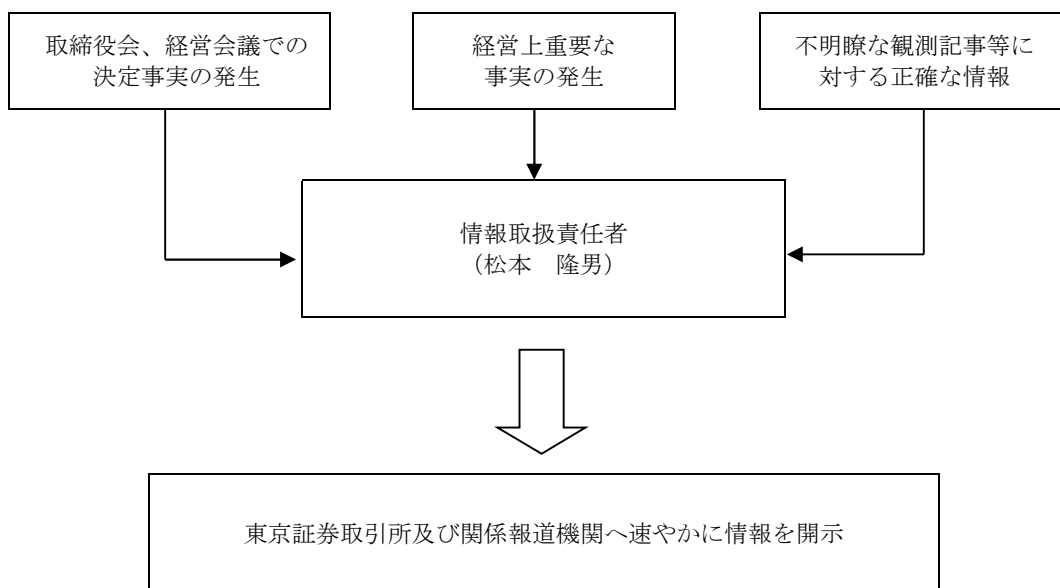 取締役会、経営会議での
決定事実の発生
経営上重要な
事実の発生
不明瞭な観測記事等に
対する正確な情報
情報取扱責任者
（松本　隆男）
東京証券取引所及び関係報道機関へ速やかに情報を開示